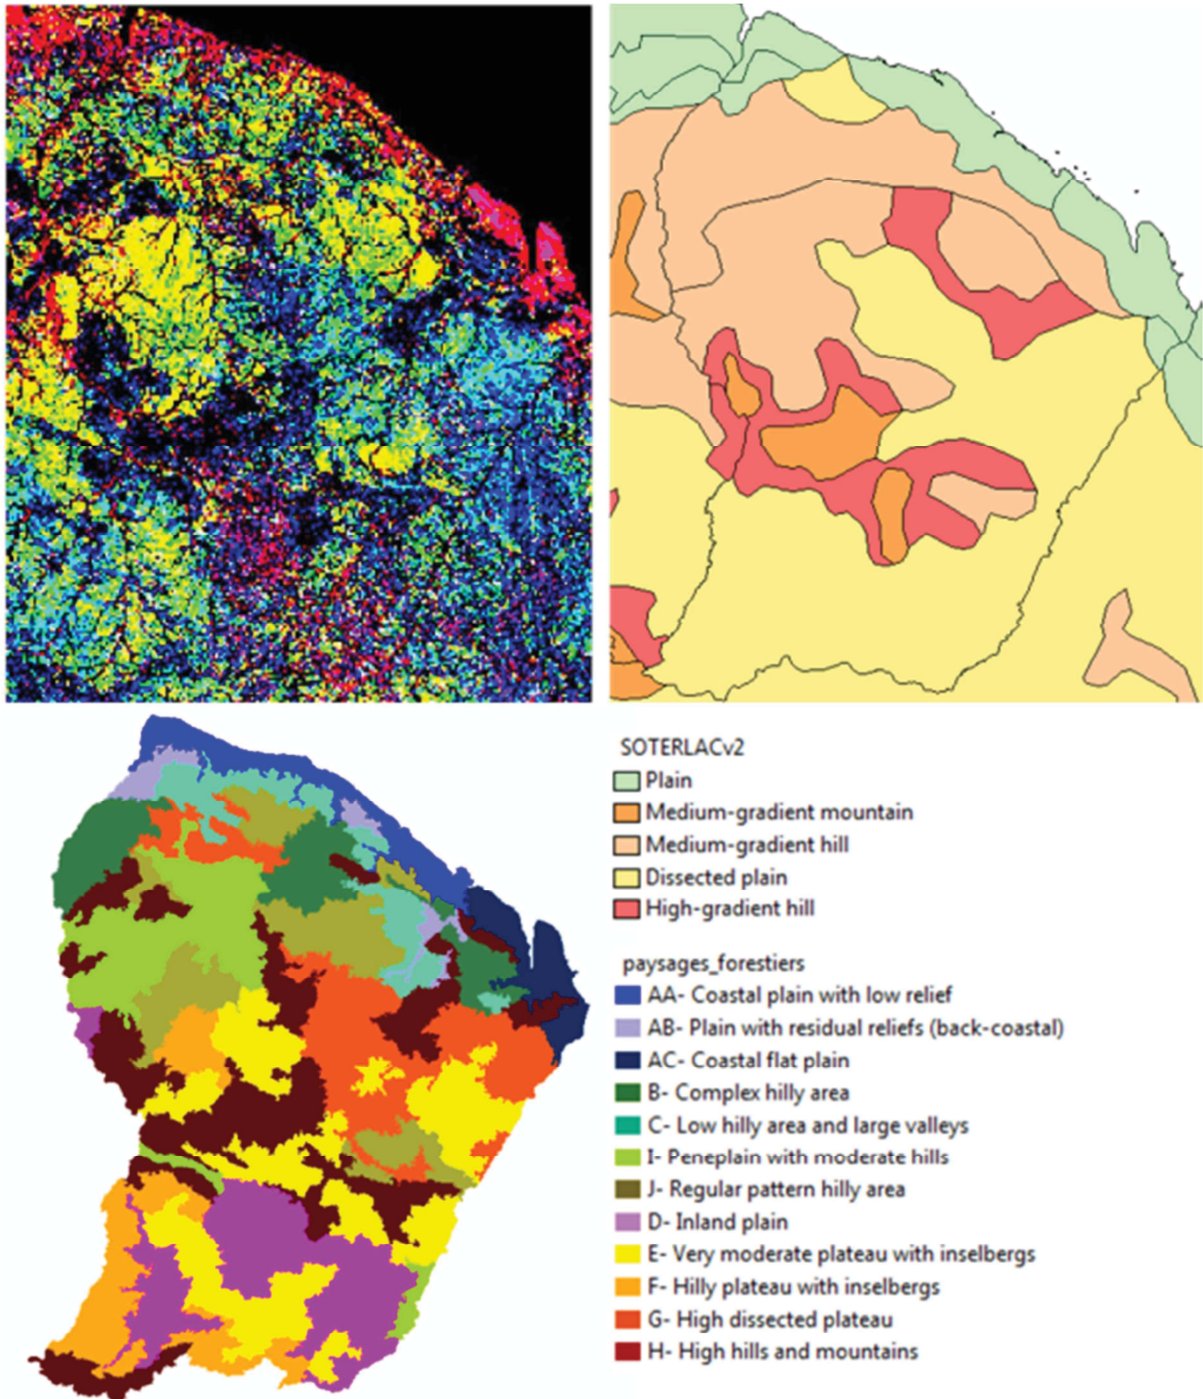 SOTERLACv2
Plain
Medium-gradient mountain
Medium-gradient hill
Dissected plain
High-gradient hill
paysages_forestiers
AA- Coastal plain with low relief
AB- Plain with residual reliefs (back-coastal)
AC- Coastal flat plain
B- Complex hilly area
C- Low hilly area and large valleys
I- Peneplain with moderate hills
J- Regular pattern hilly area
D- Inland plain
E- Very moderate plateau with inselbergs
F- Hilly plateau with inselbergs
G- High dissected plateau
H- High hills and mountains